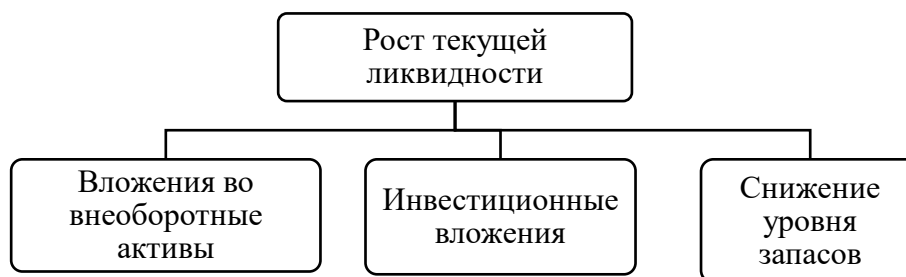 Рост текущей
ликвидности
Вложения во
внеоборотные
активы
Инвестиционные
вложения
Снижение
уровня
запасов